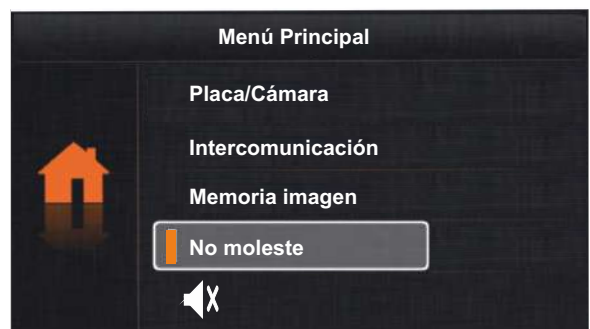 Menú Principal
Placa/Cámara
Intercomunicación
Memoria imagen
No moleste